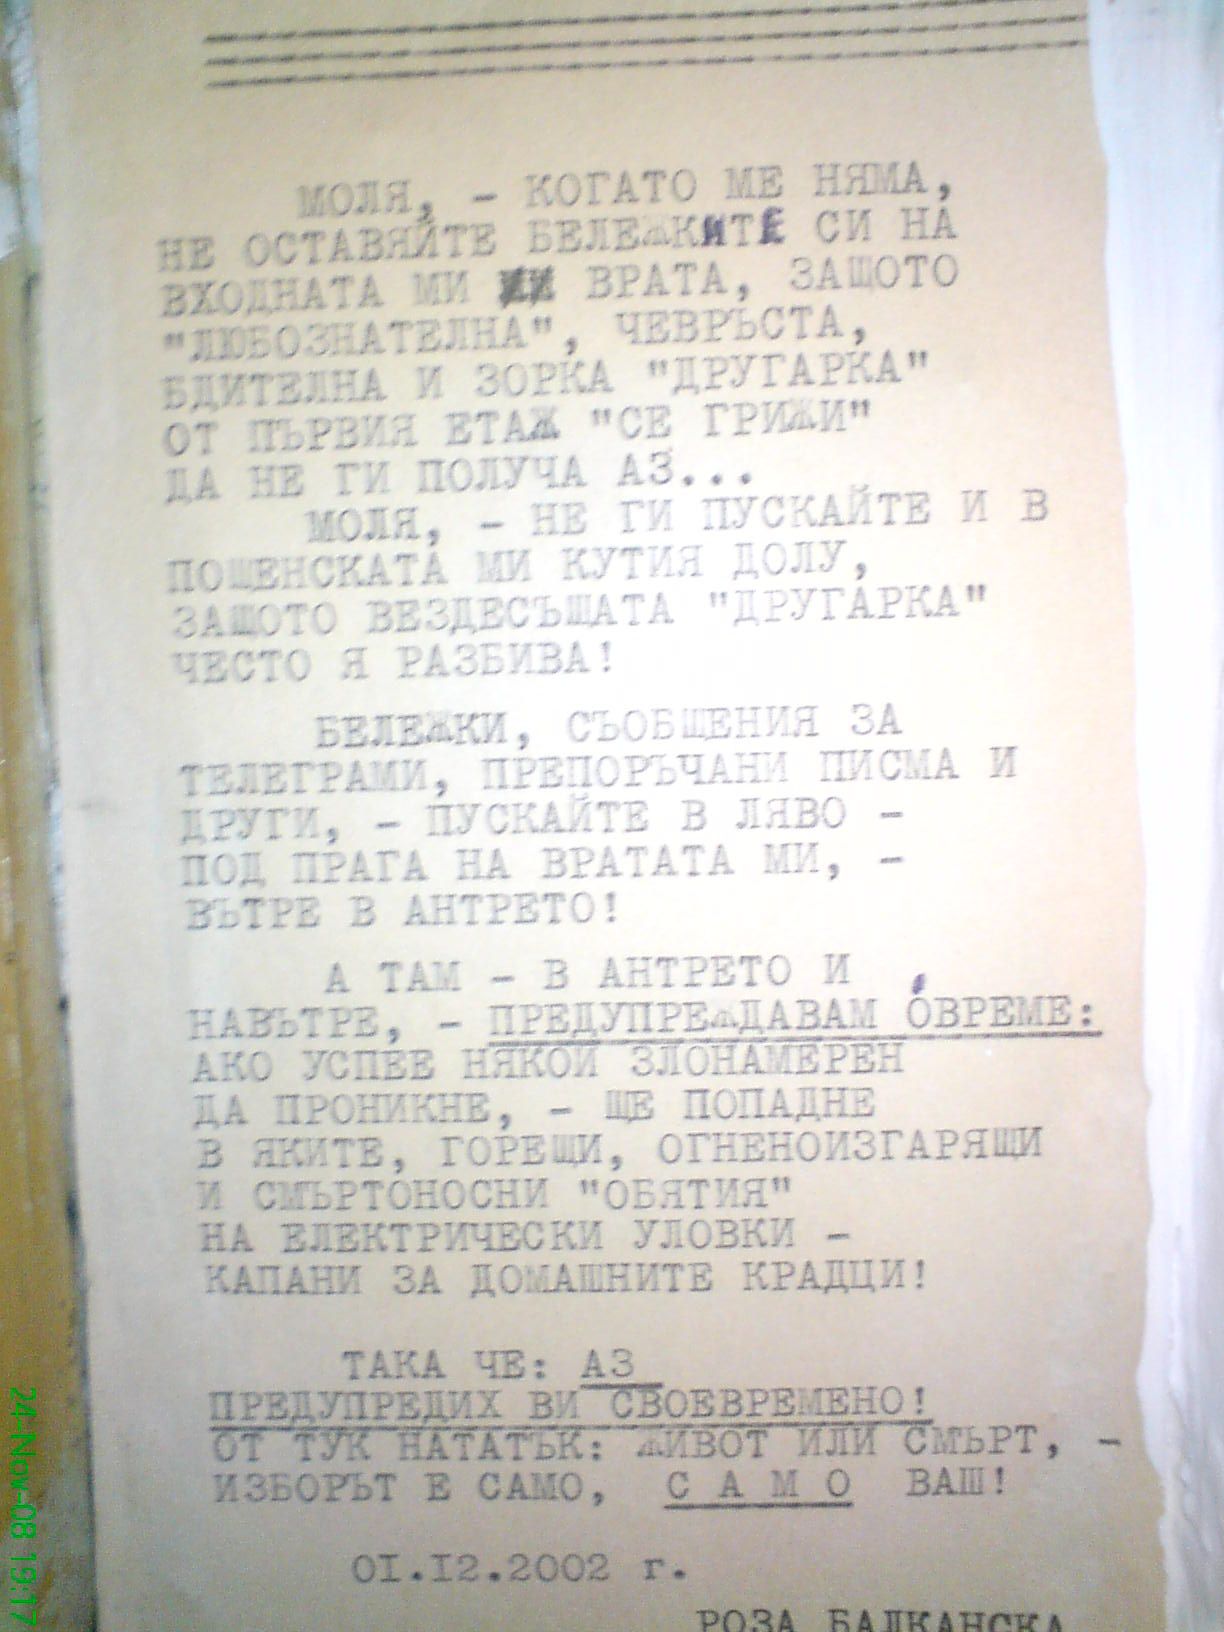 МОЛЯ, - КОГАТО МЕ НЯМА,
НЕ ОСТАВЯЙТЕ БЕЛЕЖКИТЕ СИ НА
ВХОДНАТА МИ ВРАТА, ЗАЩОТО
"ЛЮБОЗНАТЕЛНА", ЧЕВРЪСТА,
БДИТЕЛНА И ЗОРКА "ДРУГАРКА"
ОТ ПЪРВИЯ ЕТАЖ "СЕ ГРИЖИ"
ДА НЕ ГИ ПОЛУЧА АЗ...
МОЛЯ, - НЕ ГИ ПУСКАЙТЕ И В
ПОЩЕНСКАТА МИ КУТИЯ ДОЛУ,
ЗАЩОТО ВЕЗДЕСЪЩАТА "ДРУГАРКА"
ЧЕСТО Я РАЗБИВА!
БЕЛЕЖКИ, СЪОБЩЕНИЯ ЗА
ТЕЛЕГРАМИ, ПРЕПОРЪЧАНИ ПИСМА И
ДРУГИ, - ПУСКАЙТЕ В ЛЯВО -
ПОД ПРАГА НА ВРАТАТА МИ, -
ВЪТРЕ В АНТРЕТО!
А ТАМ - В АНТРЕТО И
НАВЪТРЕ, - ПРЕДУПРЕЖДАВАМ ОВРЕМЕ:
АКО УСПЕЕ НЯКОЙ ЗЛОНАМЕРЕН
ДА ПРОНИКНЕ, - ЩЕ ПОПАДНЕ
В ЯКИТЕ, ГОРЕЩИ, ОГНЕНОИЗГАРЯЩИ
И СМЪРТОНОСНИ "ОБЯТИЯ"
НА ЕЛЕКТРИЧЕСКИ УЛОВКИ -
КАПАНИ ЗА ДОМАШНИТЕ КРАДЦИ!
ТАКА ЧЕ: АЗ
ПРЕДУПРЕДИХ ВИ СВОЕВРЕМЕНО!
ОТ ТУК НАТАТЪК: ЖИВОТ ИЛИ СМЪРТ, -
ИЗБОРЪТ Е САМО, С А М О ВАШ!
01.12.2002 г.
РОЗА БАЛКАНСКА
24-Nov-08 19:17